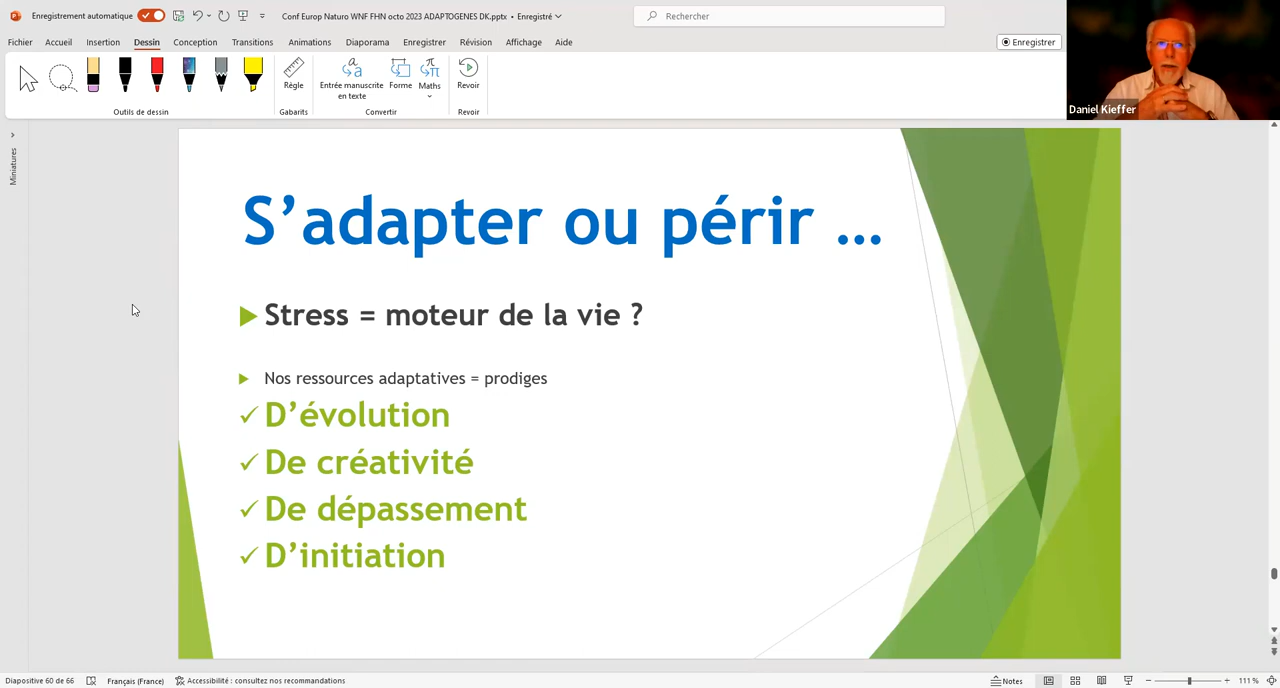 Enregistrement automatique
Conf Europ Naturo WNF FHN octo 2023 ADAPTOGENES DK.pptx • Enregistré
Rechercher
Fichier Accueil Insertion Dessin Conception Transitions Animations Diaporama Enregistrer Révision Affichage Aide
Enregistrer
Règle
Entrée manuscrite
en texte
Forme
Maths
Revoir
Outils de dessin
Gabarits
Convertir
Revoir
Daniel Kieffer
Miniatures
S’adapter ou périr ...
Stress = moteur de la vie ?
Nos ressources adaptatives = prodiges
✓ D’évolution
✓ De créativité
✓ De dépassement
✓ D’initiation
Diapositive 60 de 66
Français (France)
Accessibilité : consultez nos recommandations
Notes
111 %